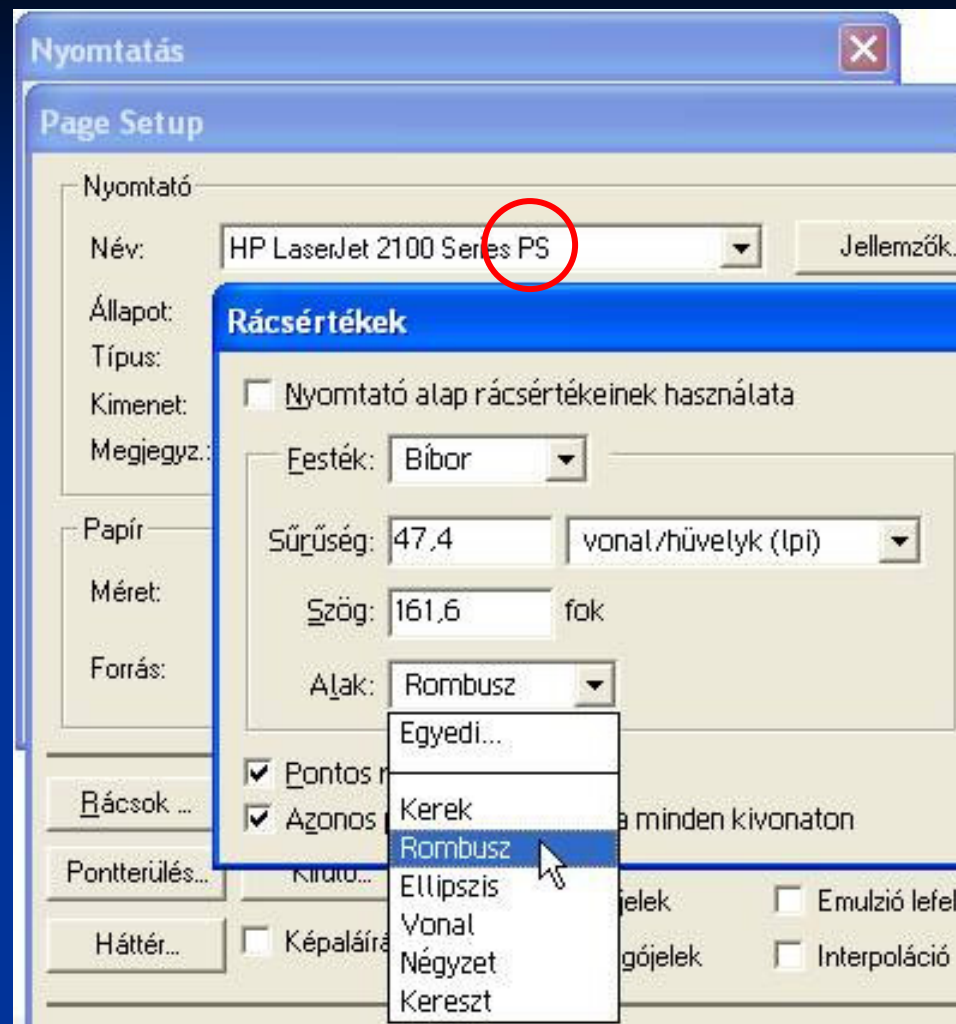 Nyomtatás
Page Setup
Nyomtató
Név: HP LaserJet 2100 Series PS Jellemzők.
Állapot:
Rácsértékek
Típus:
Nyomtató alap rácsértékeinek használata
Kimenet:
Megjegyz.:
Festék: Bíbor
Papír
Sűrűség: 47,4 vonal/hüvelyk (lpi)
Méret:
Szög: 161,6 fok
Forrás:
Alak: Rombusz
Egyedi...
Pontos
Rácsok ...
Kerek
Azonos minden kivonaton
Rombusz
Pontterülés...
Ellipszis
jelek Emulzió lefel
Vonal
Háttér... Képaláírá
Négyzet
gójelek Interpoláció
Kereszt